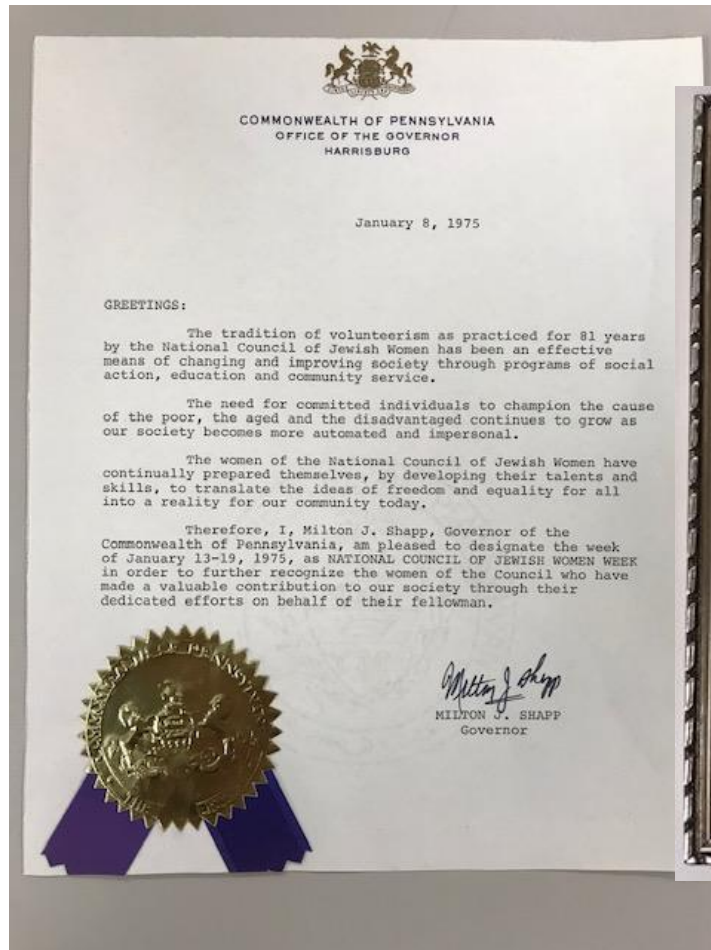 COMMONWEALTH OF PENNSYLVANIA
OFFICE OF THE GOVERNOR
HARRISBURG
January 8, 1975
GREETINGS:
The tradition of volunteerism as practiced for 81 years
by the National Council of Jewish Women has been an effective
means of changing and improving society through programs of social
action, education and community service.
The need for committed individuals to champion the cause
of the poor, the aged and the disadvantaged continues to grow as
our society becomes more automated and impersonal.
The women of the National Council of Jewish Women have
continually prepared themselves, by developing their talents and
skills, to translate the ideas of freedom and equality for all
into a reality for our community today.
Therefore, I, Milton J. Shapp, Governor of the
Commonwealth of Pennsylvania, am pleased to designate the week
of January 13-19, 1975, as NATIONAL COUNCIL OF JEWISH WOMEN WEEK
in order to further recognize the women of the Council who have
made a valuable contribution to our society through their
dedicated efforts on behalf of their fellowman.
Milton J Shapp
MILTON J. SHAPP
Governor